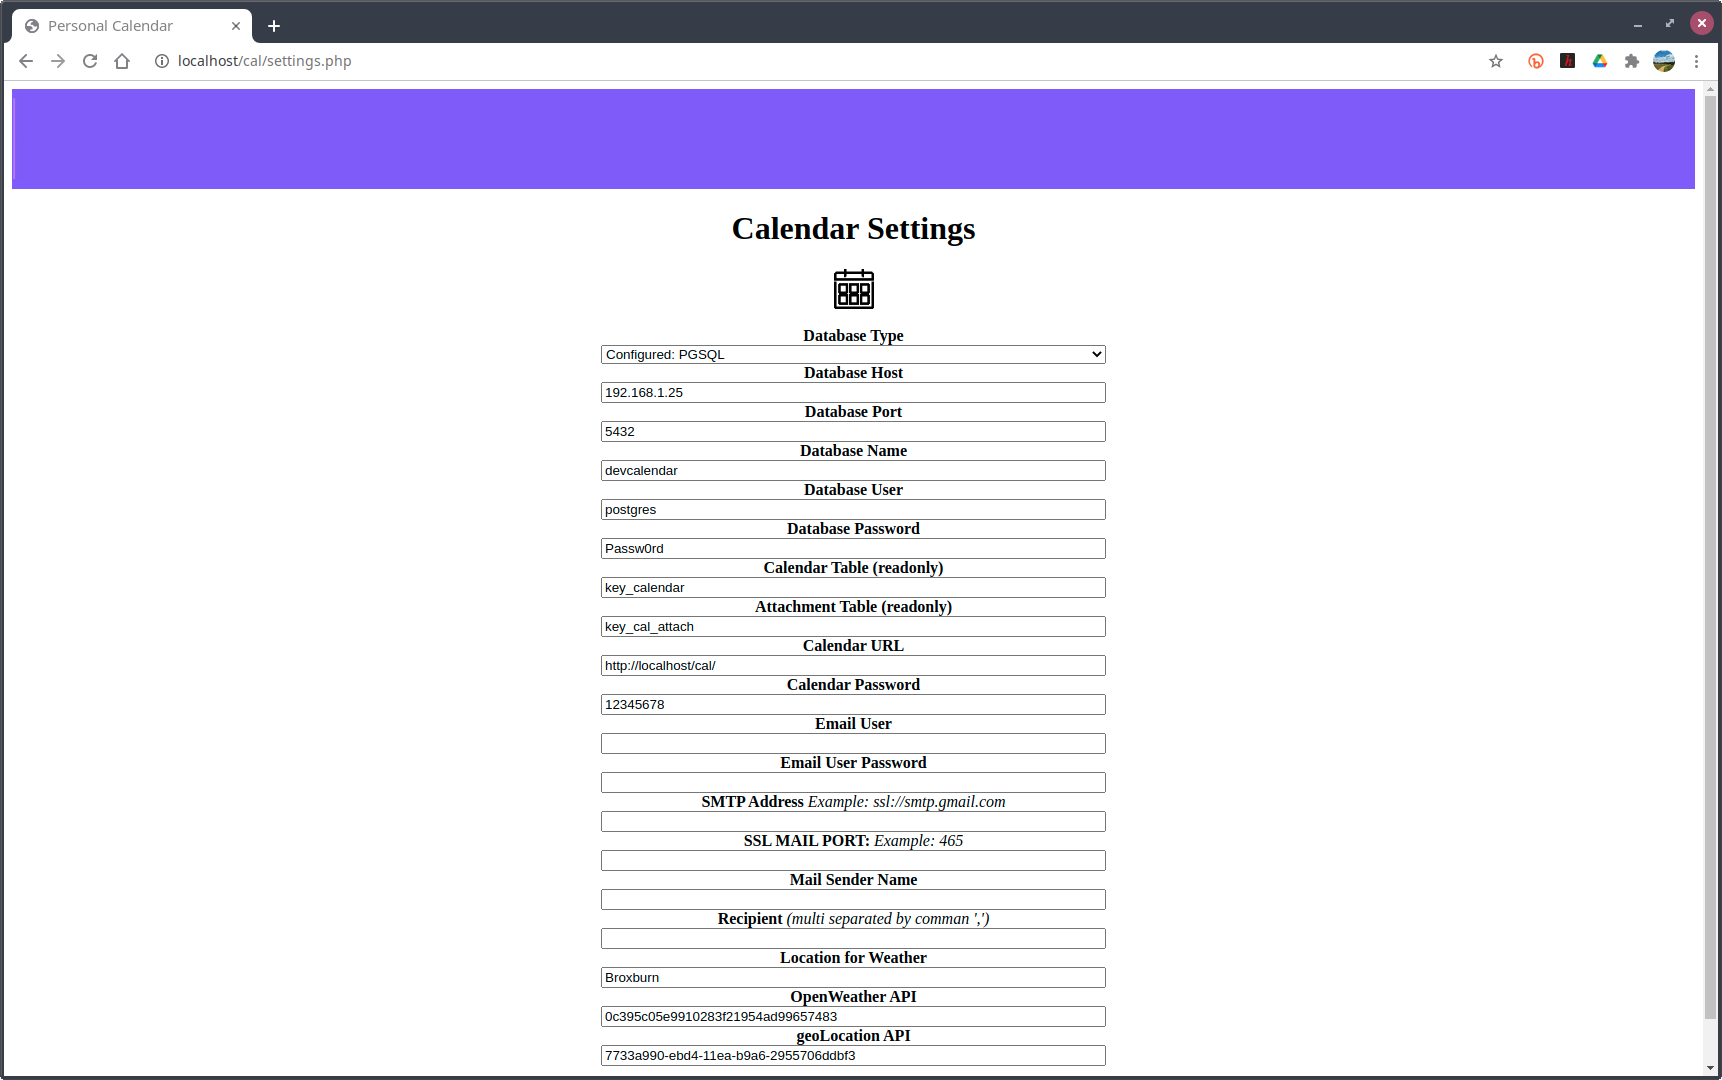 Personal Calendar
localhost/cal/settings.php
Calendar Settings
Database Type
Configured: PGSQL
Database Host
192.168.1.25
Database Port
5432
Database Name
devcalendar
Database User
postgres
Database Password
Passw0rd
Calendar Table (readonly)
key_calendar
Attachment Table (readonly)
key_cal_attach
Calendar URL
http://localhost/cal/
Calendar Password
12345678
Email User
Email User Password
SMTP Address Example: ssl://smtp.gmail.com
SSL MAIL PORT: Example: 465
Mail Sender Name
Recipient (multi separated by comman ',')
Location for Weather
Broxburn
OpenWeather API
0c395c05e9910283f21954ad99657483
geoLocation API
7733a990-ebd4-11ea-b9a6-2955706ddbf3